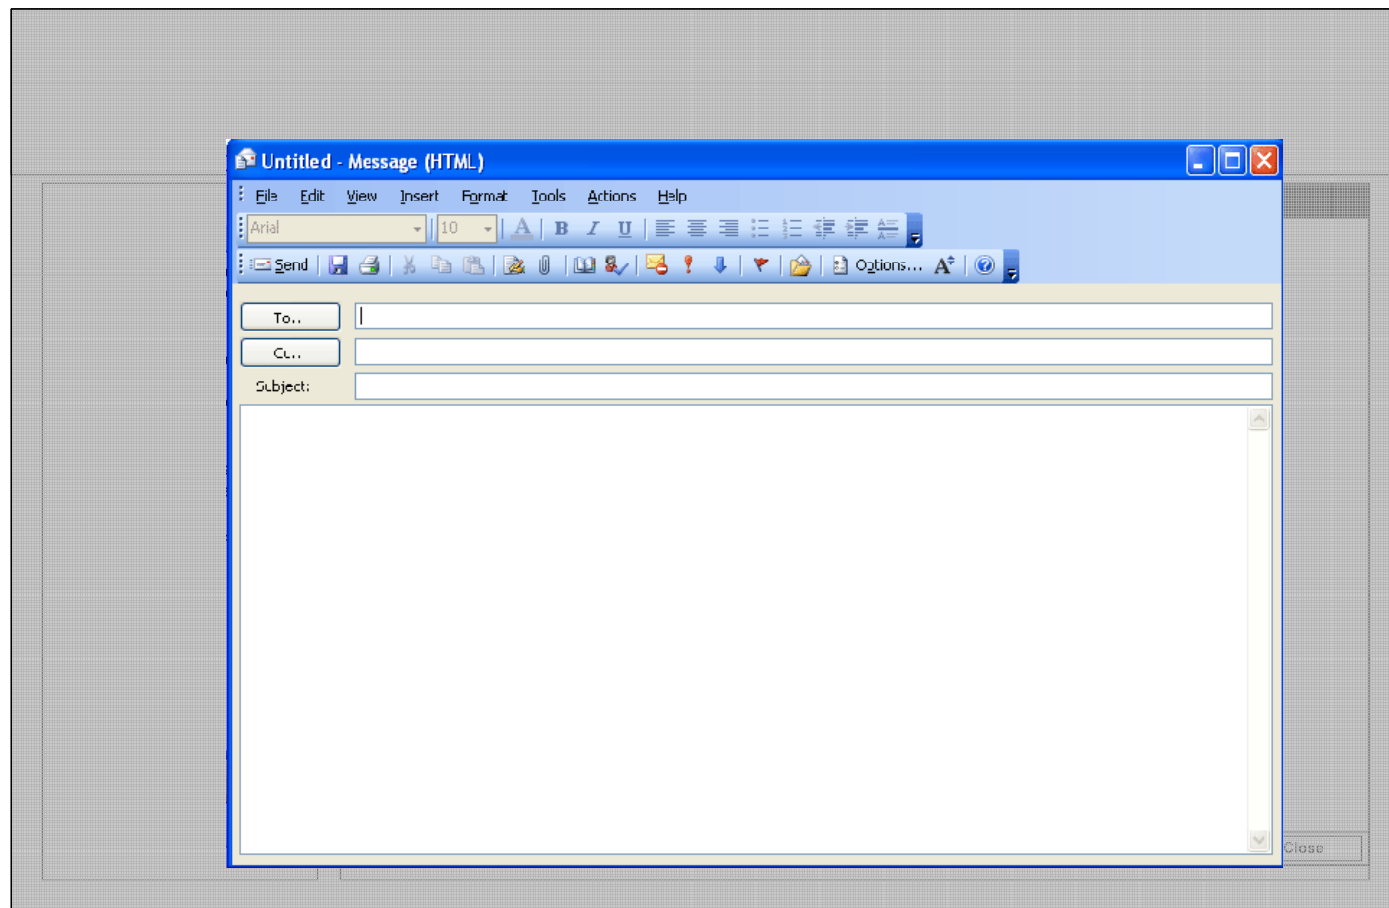 Untitled - Message (HTML)
File Edit View Insert Format Tools Actions Help
Arial 10 A B I U
Send Options... A
To..
Cc..
Subject:
Close